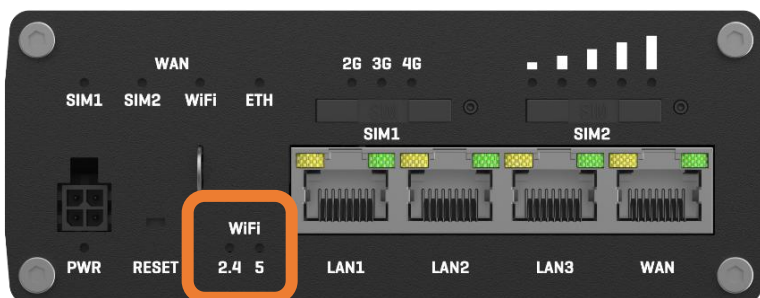 WAN
2G 3G 4G
SIM1 SIM2 WiFi ETH
SIM1 SIM2
WiFi
PWR RESET 2.4 5 LAN1 LAN2 LAN3 WAN